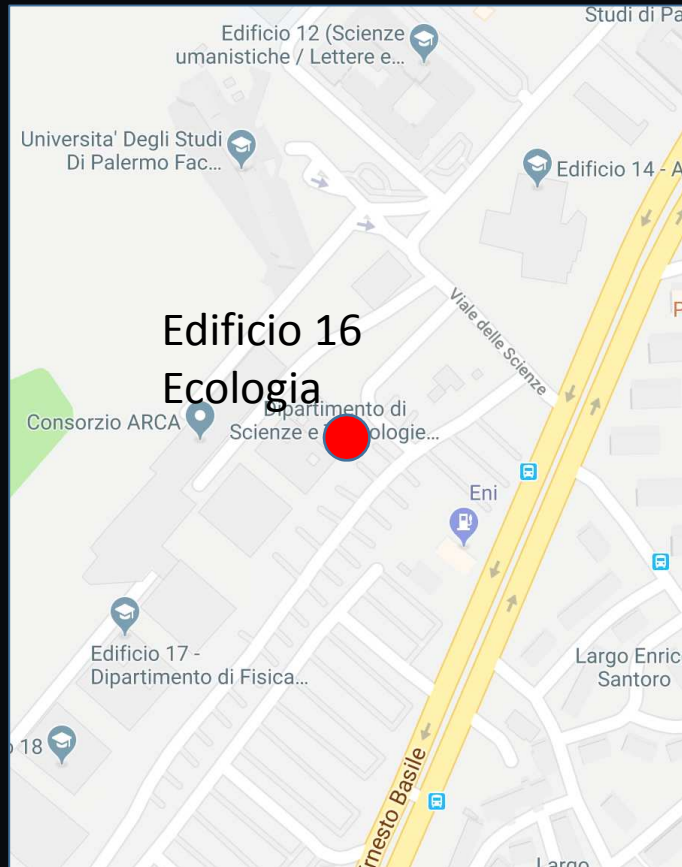 Studi di Pa
Edificio 12 (Scienze
umanistiche / Lettere e...
Universita' Degli Studi
Di Palermo Fac...
Edificio 14 - A
P
Viale delle Scienze
Edificio 16
Ecologia
Consorzio ARCA
Dipartimento di
Scienze e T ologie...
Eni
Edificio 17 -
Dipartimento di Fisica...
Largo Enric
Santoro
18
rnesto Basile
Largo